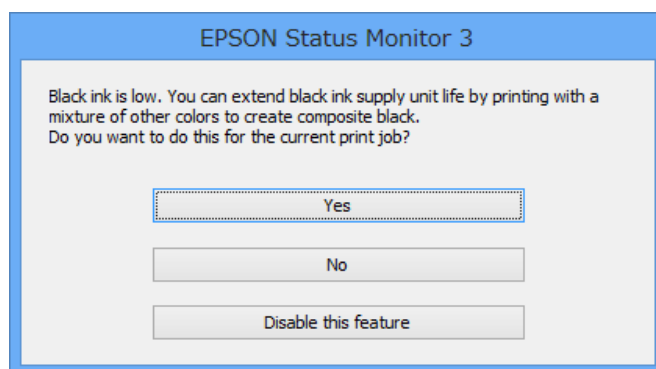 EPSON Status Monitor 3
Black ink is low. You can extend black ink supply unit life by printing with a
mixture of other colors to create composite black.
Do you want to do this for the current print job?
Yes
No
Disable this feature